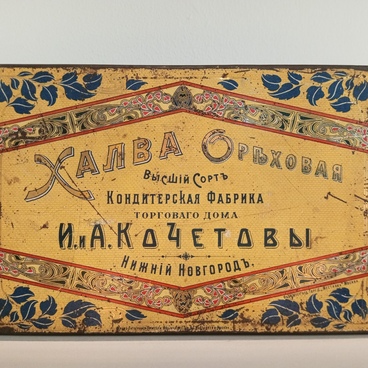 Халва Орѣховая
Высшій Сортъ
Кондитерская Фабрика
Торговаго Дома
И. и А. Кочетовы
Нижній Новгородъ.